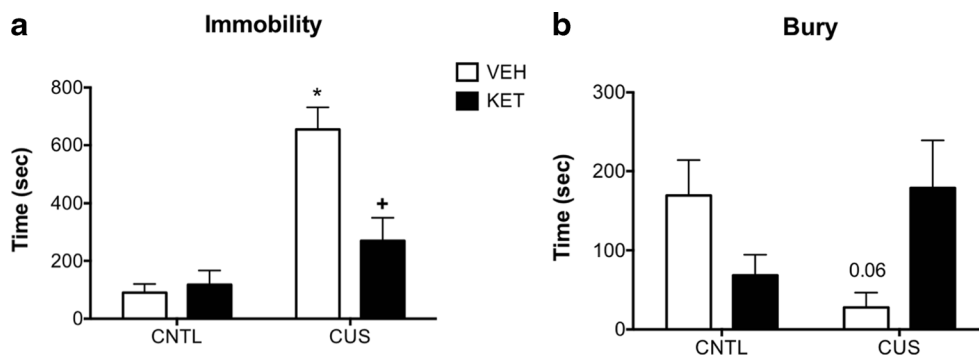 a
Immobility
Time (sec)
800
600
400
200
0
*
+
CNTL
CUS
VEH
KET
b
Bury
Time (sec)
300
200
100
0
0.06
CNTL
CUS